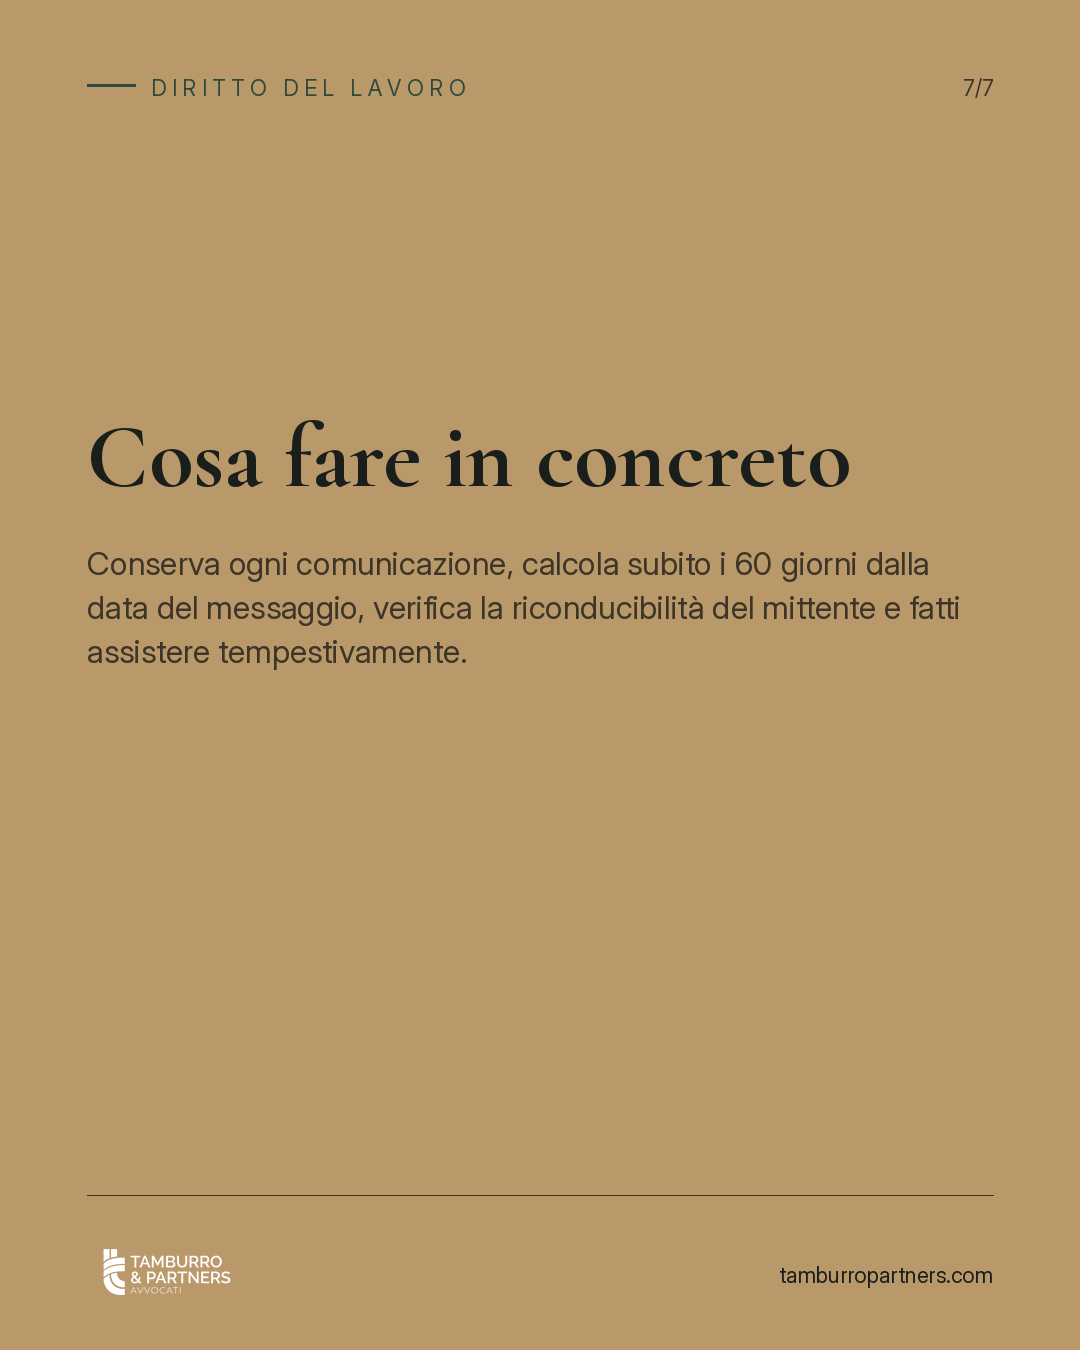 DIRITTO DEL LAVORO
7/7
Cosa fare in concreto
Conserva ogni comunicazione, calcola subito i 60 giorni dalla
data del messaggio, verifica la riconducibilità del mittente e fatti
assistere tempestivamente.
TAMBURRO
& PARTNERS
AVVOCATI
tamburropartners.com